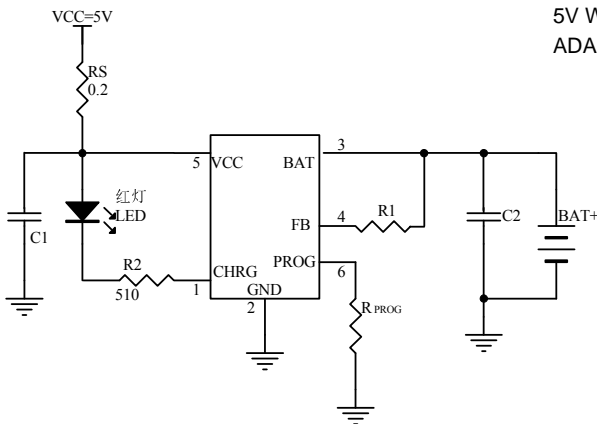 VCC=5V
5V W
ADA
RS
0.2
5
VCC
BAT
3
红灯
LED
C1
FB
4
R1
C2
BAT+
PROG
6
R2
510
CHRG
1
GND
2
R PROG